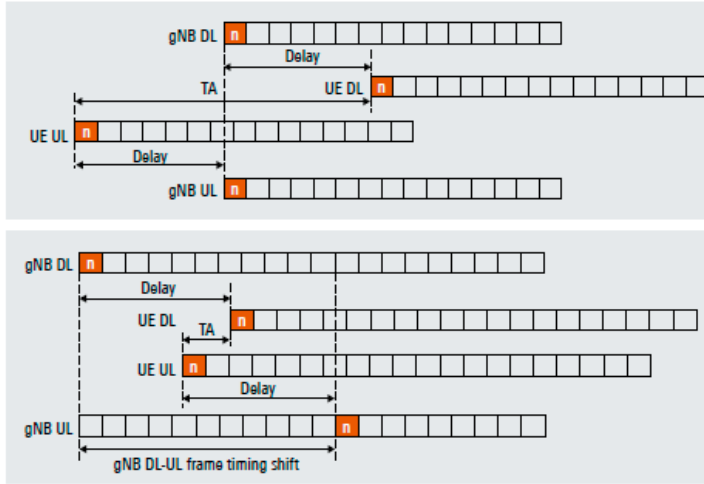 gNB DL n
Delay
TA UE DL n
UE UL n
Delay
gNB UL n
gNB DL n
Delay
UE DL n
TA
UE UL n
Delay
gNB UL n
gNB DL-UL frame timing shift